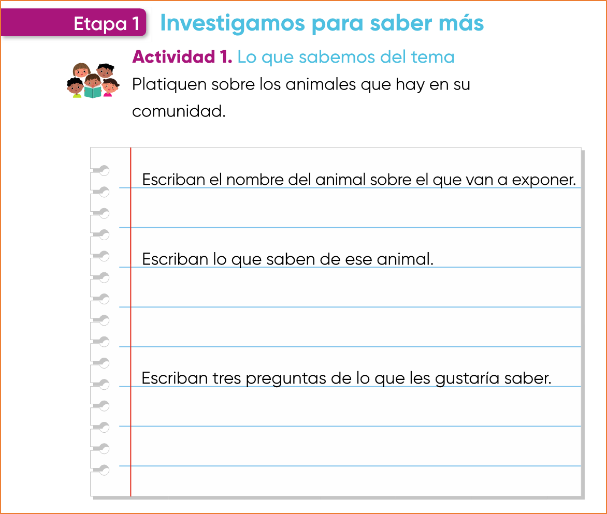 Etapa 1 Investigamos para saber más
Actividad 1. Lo que sabemos del tema
Platiquen sobre los animales que hay en su
comunidad.
Escriban el nombre del animal sobre el que van a exponer.
Escriban lo que saben de ese animal.
Escriban tres preguntas de lo que les gustaría saber.